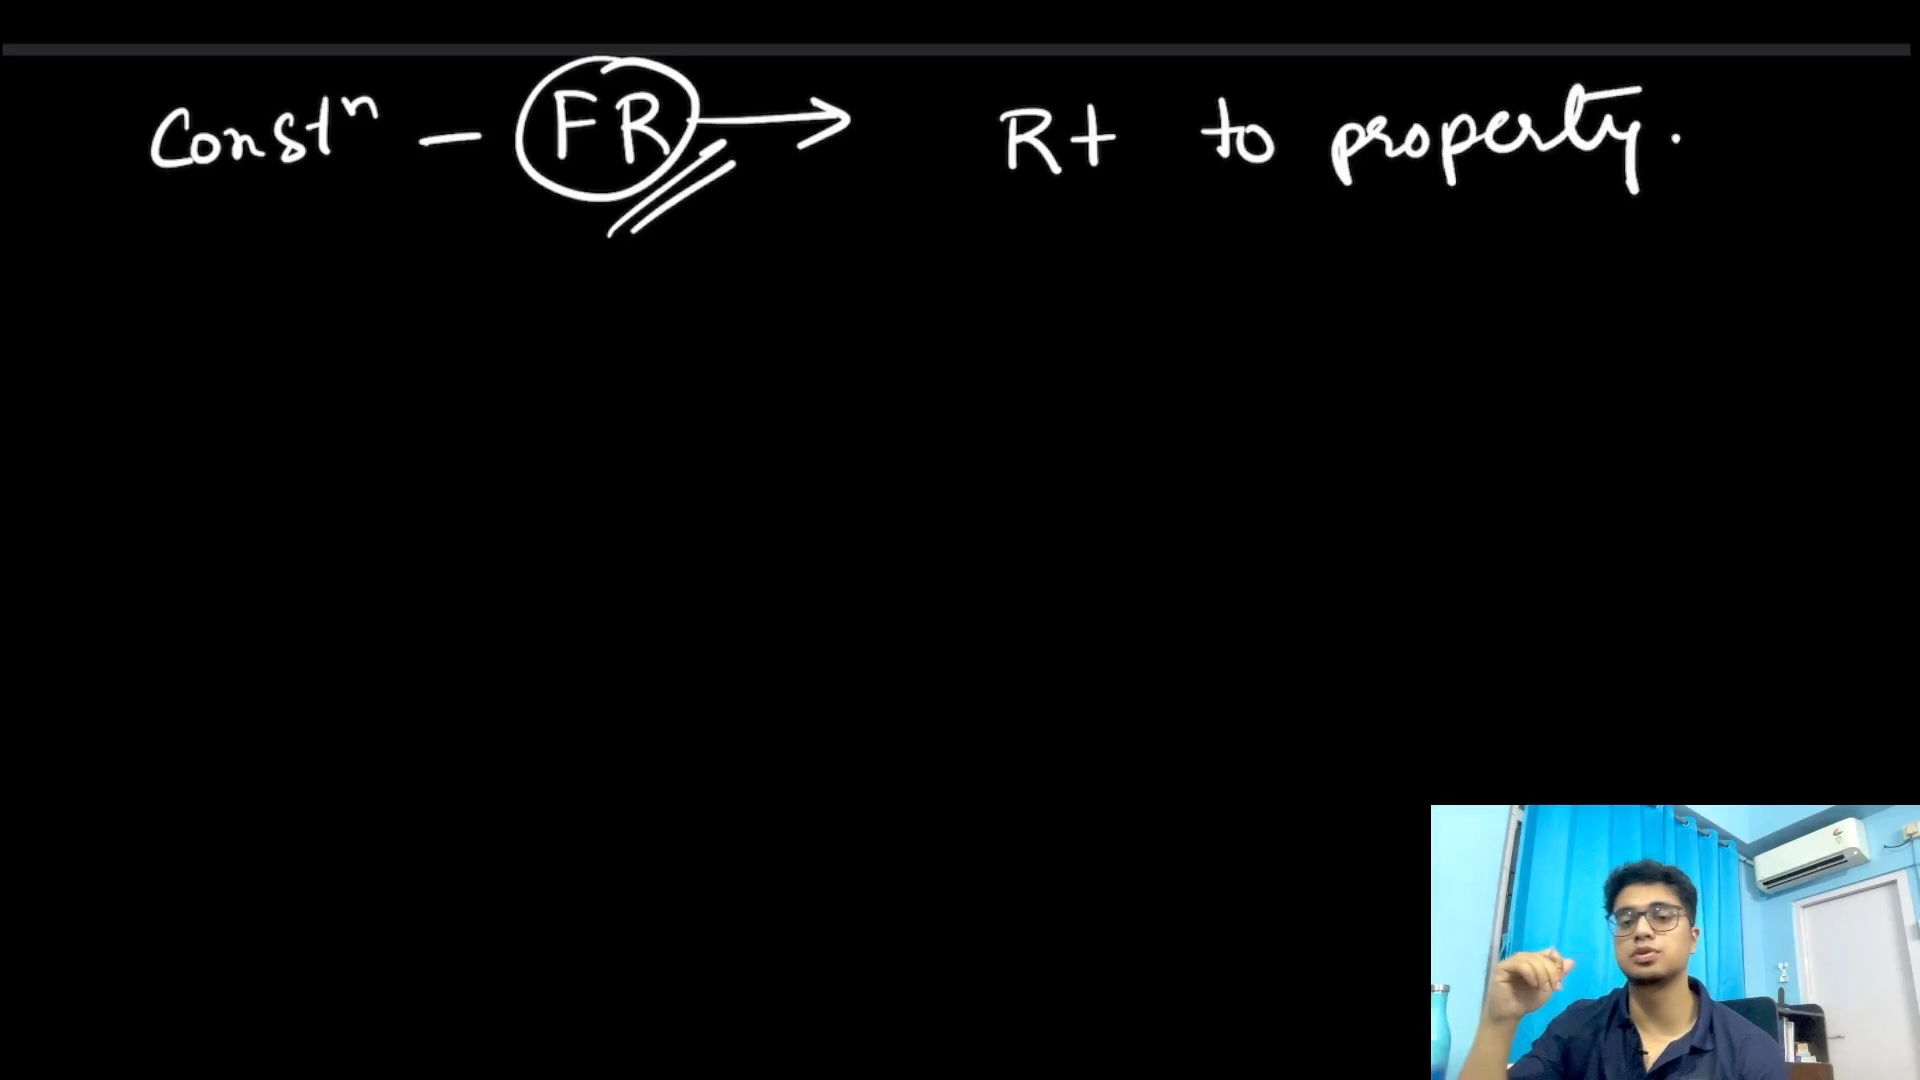 Constⁿ - FR → Rt to property.